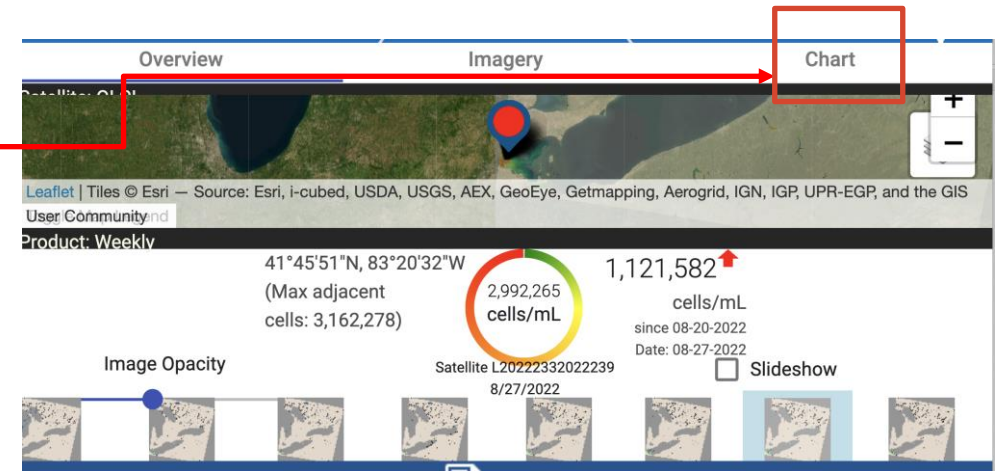 Overview Imagery Chart
+
−
Leaflet | Tiles © Esri — Source: Esri, i-cubed, USDA, USGS, AEX, GeoEye, Getmapping, Aerogrid, IGN, IGP, UPR-EGP, and the GIS
User Community
Product: Weekly
41°45'51"N, 83°20'32"W
(Max adjacent
cells: 3,162,278)
2,992,265
cells/mL
1,121,582
cells/mL
since 08-20-2022
Date: 08-27-2022
Image Opacity
Satellite L20222332022239
8/27/2022
Slideshow